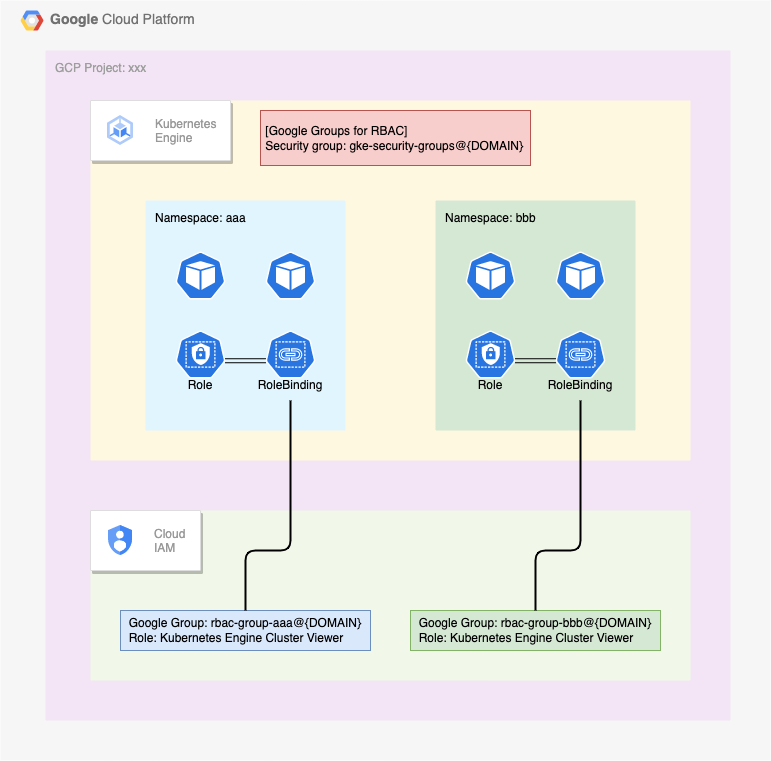 Google Cloud Platform
GCP Project: xxx
Kubernetes
Engine
[Google Groups for RBAC]
Security group: gke-security-groups@{DOMAIN}
Namespace: aaa
Role
RoleBinding
Namespace: bbb
Role
RoleBinding
Cloud
IAM
Google Group: rbac-group-aaa@{DOMAIN}
Role: Kubernetes Engine Cluster Viewer
Google Group: rbac-group-bbb@{DOMAIN}
Role: Kubernetes Engine Cluster Viewer